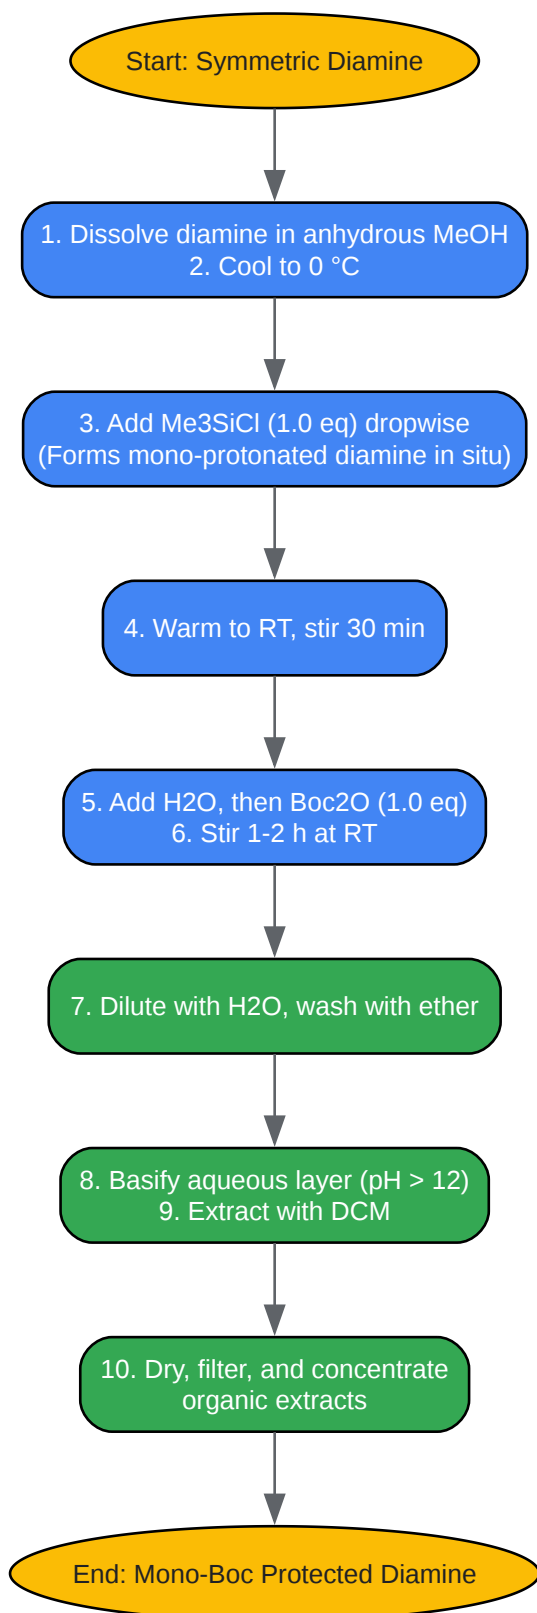 Start: Symmetric Diamine
1. Dissolve diamine in anhydrous MeOH
2. Cool to 0 °C
3. Add Me3SiCl (1.0 eq) dropwise
(Forms mono-protonated diamine in situ)
4. Warm to RT, stir 30 min
5. Add H2O, then Boc2O (1.0 eq)
6. Stir 1-2 h at RT
7. Dilute with H2O, wash with ether
8. Basify aqueous layer (pH > 12)
9. Extract with DCM
10. Dry, filter, and concentrate
organic extracts
End: Mono-Boc Protected Diamine